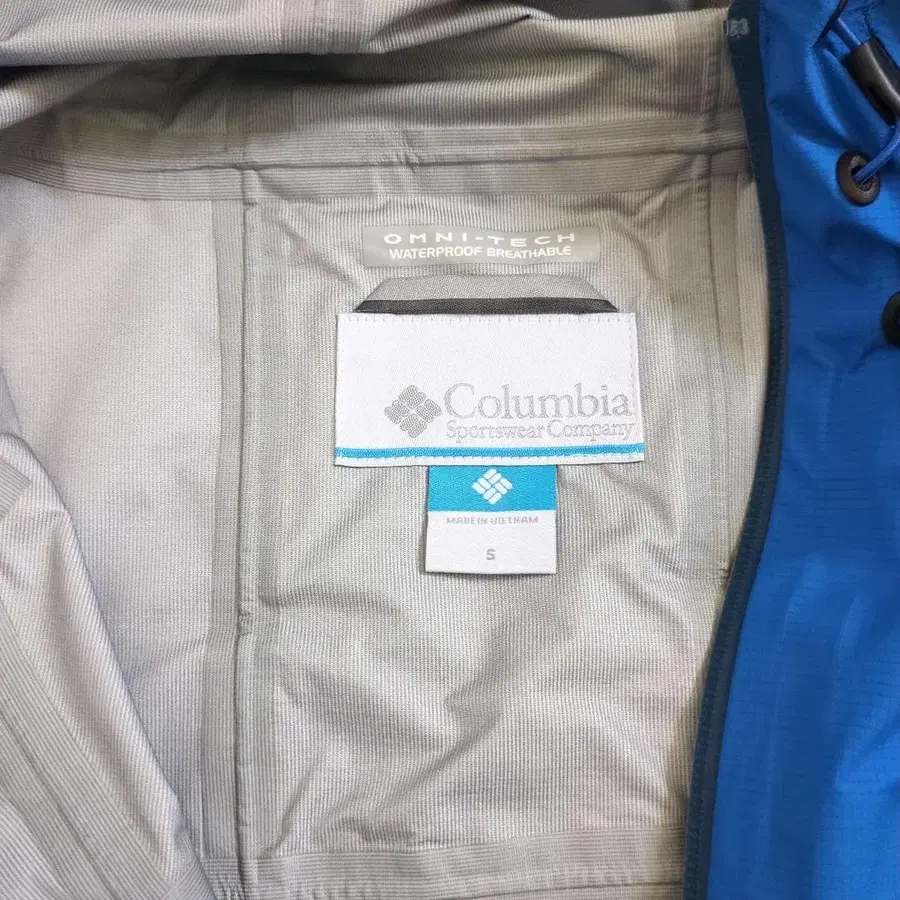 OMNI-TECH
WATERPROOF BREATHABLE
Columbia
Sportswear Company
MADE IN VIETNAM
S